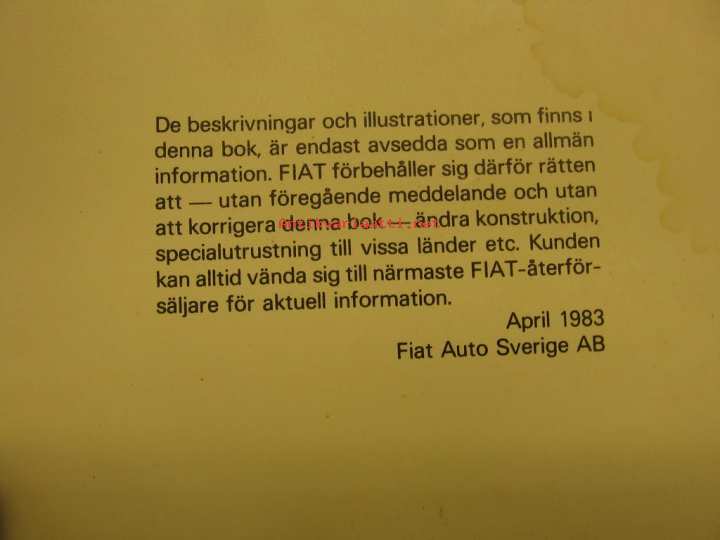 De beskrivningar och illustrationer, som finns i
denna bok, är endast avsedda som en allmän
information. FIAT förbehåller sig därför rätten
att — utan föregående meddelande och utan
att korrigera denna bok — ändra konstruktion,
specialutrustning till vissa länder etc. Kunden
kan alltid vända sig till närmaste FIAT-återför-
säljare för aktuell information.
April 1983
Fiat Auto Sverige AB